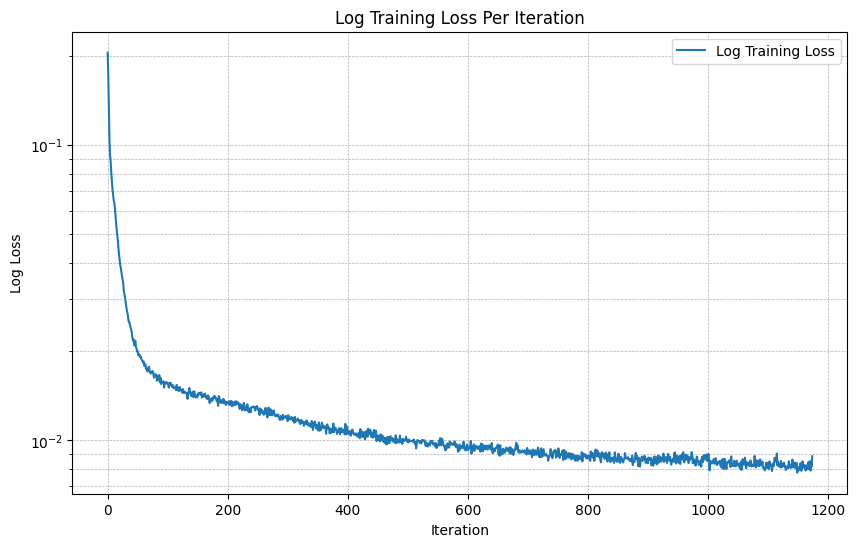 Log Training Loss Per Iteration
Log Training Loss
10⁻¹
10⁻²
Log Loss
0 200 400 600 800 1000 1200
Iteration